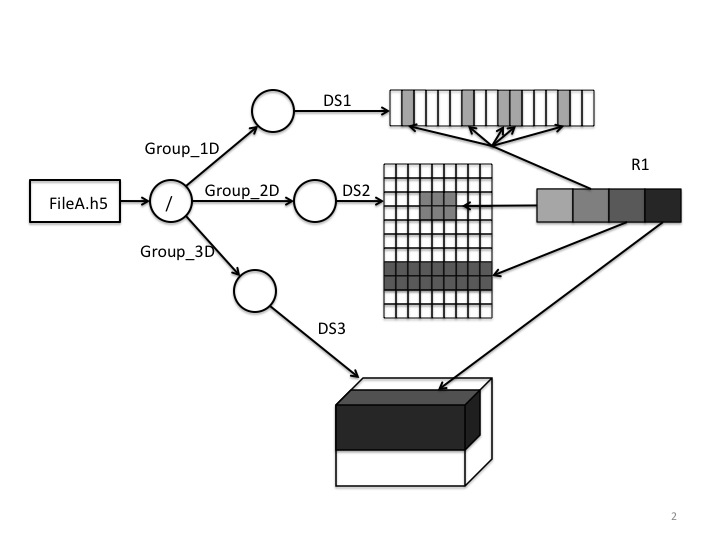 DS1
Group_1D
R1
Group_2D
DS2
FileA.h5
/
Group_3D
DS3
2